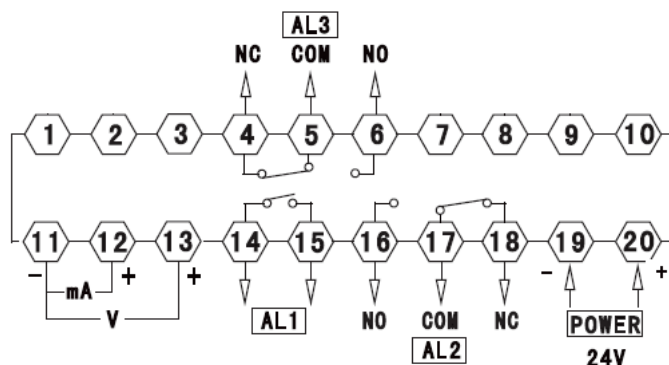 AL3
NC COM NO
1 2 3 4 5 6 7 8 9 10
11 12 13 14 15 16 17 18 19 20
- + + - +
mA
V
AL1 NO COM NC POWER
AL2 24V